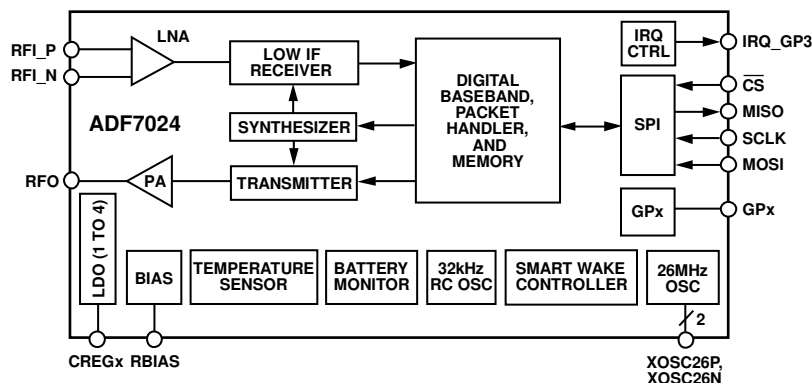 RFI_P
RFI_N
LNA
LOW IF
RECEIVER
DIGITAL
BASEBAND,
PACKET
HANDLER,
AND
MEMORY
IRQ
CTRL
IRQ_GP3
CS
MISO
SCLK
MOSI
SPI
ADF7024
SYNTHESIZER
RFO
PA
TRANSMITTER
GPx
GPx
LDO (1 TO 4)
BIAS
TEMPERATURE
SENSOR
BATTERY
MONITOR
32kHz
RC OSC
SMART WAKE
CONTROLLER
26MHz
OSC
2
CREGx
RBIAS
XOSC26P,
XOSC26N